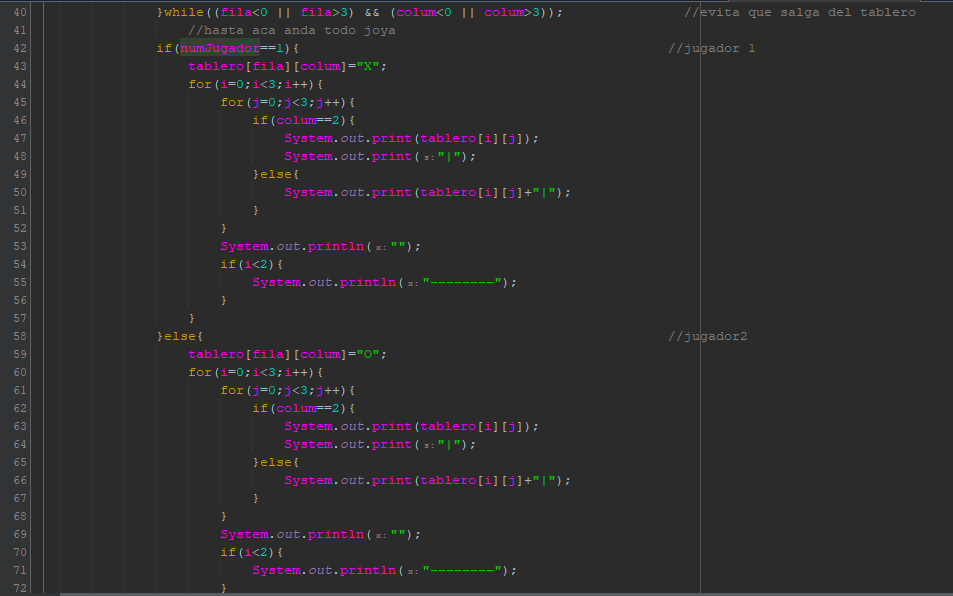 40 }while((fila<0 || fila>3) && (colum<0 || colum>3)); //evita que salga del tablero
41 //hasta aca anda todo joya
42 if(numJugador==1){ //jugador 1
43 tablero[fila][colum]="X";
44 for(i=0;i<3;i++){
45 for(j=0;j<3;j++){
46 if(colum==2){
47 System.out.print(tablero[i][j]);
48 System.out.print(s:"|");
49 }else{
50 System.out.print(tablero[i][j]+"|");
51 }
52 }
53 System.out.println(x:"");
54 if(i<2){
55 System.out.println(x:"--------");
56 }
57 }
58 }else{ //jugador2
59 tablero[fila][colum]="O";
60 for(i=0;i<3;i++){
61 for(j=0;j<3;j++){
62 if(colum==2){
63 System.out.print(tablero[i][j]);
64 System.out.print(s:"|");
65 }else{
66 System.out.print(tablero[i][j]+"|");
67 }
68 }
69 System.out.println(x:"");
70 if(i<2){
71 System.out.println(x:"--------");
72 }